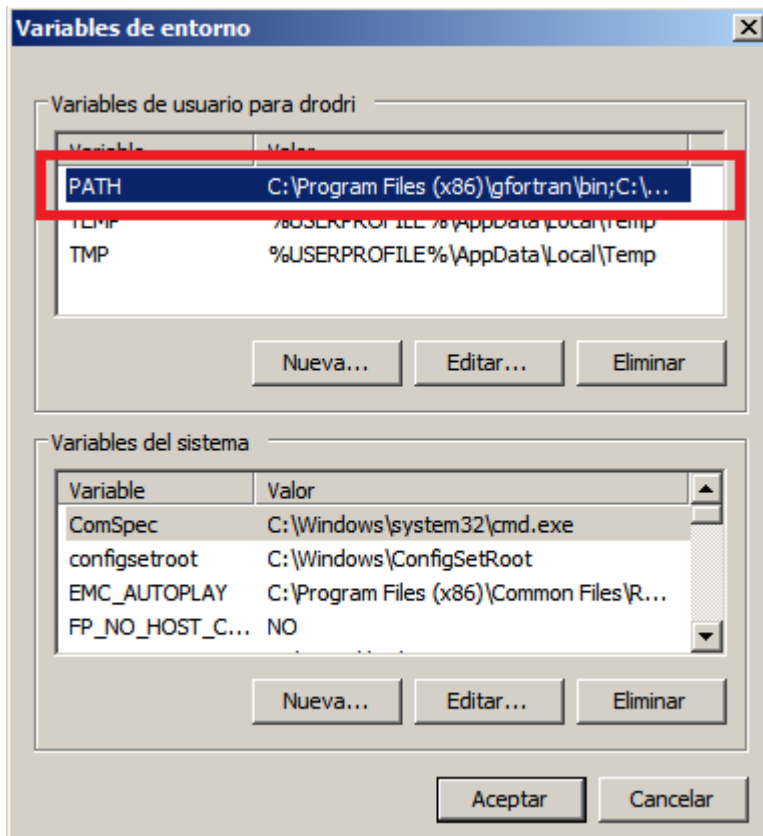 Variables de entorno
Variables de usuario para drodri
Variable Valor
PATH C:\Program Files (x86)\gfortran\bin;C:\...
TEMP %USERPROFILE%\AppData\Local\Temp
TMP %USERPROFILE%\AppData\Local\Temp
Nueva... Editar... Eliminar
Variables del sistema
Variable Valor
ComSpec C:\Windows\system32\cmd.exe
configsetroot C:\Windows\ConfigSetRoot
EMC_AUTOPLAY C:\Program Files (x86)\Common Files\R...
FP_NO_HOST_C... NO
Nueva... Editar... Eliminar
Aceptar Cancelar